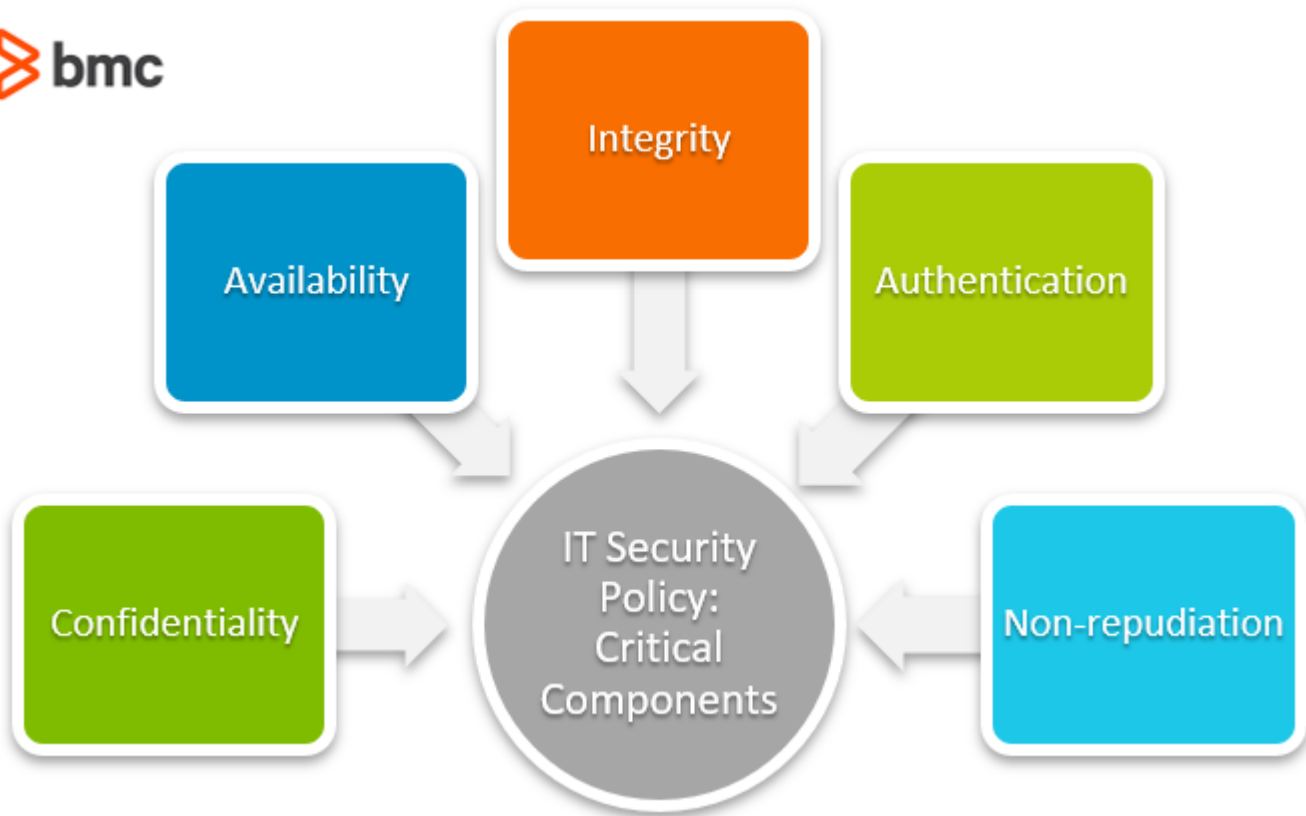 bmc
Integrity
Availability
Authentication
Confidentiality
IT Security
Policy:
Critical
Components
Non-repudiation